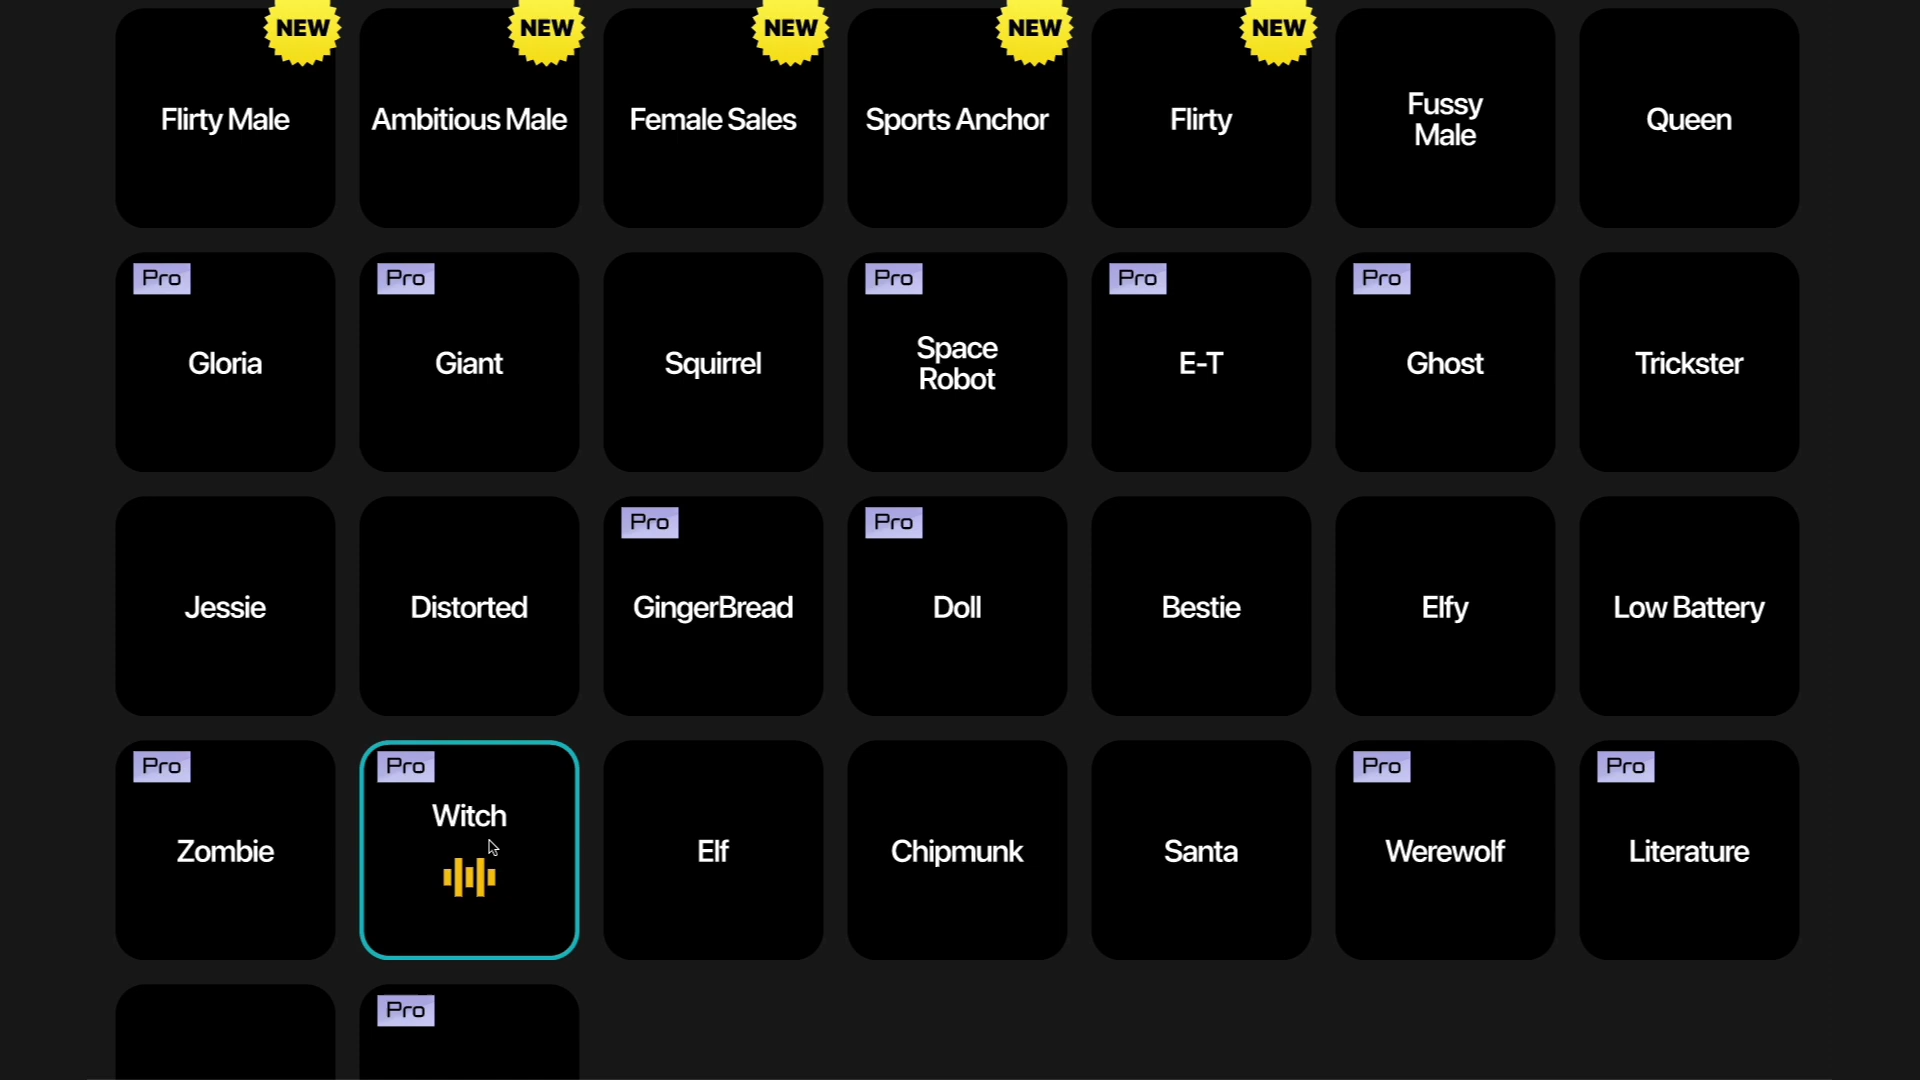 NEW
NEW
NEW
NEW
NEW
Flirty Male
Ambitious Male
Female Sales
Sports Anchor
Flirty
Fussy
Male
Queen
Pro
Pro
Pro
Pro
Pro
Gloria
Giant
Squirrel
Space
Robot
E-T
Ghost
Trickster
Pro
Pro
Jessie
Distorted
GingerBread
Doll
Bestie
Elfy
Low Battery
Pro
Pro
Pro
Pro
Zombie
Witch
Elf
Chipmunk
Santa
Werewolf
Literature
Pro